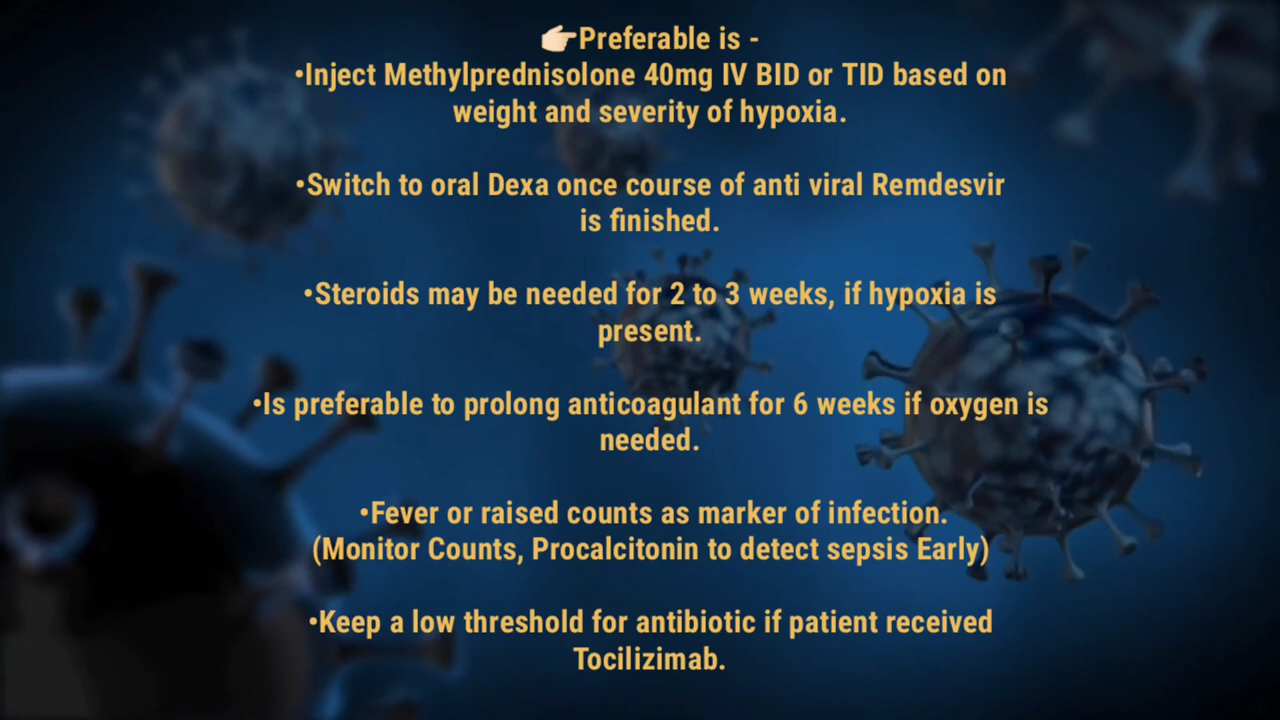 👉Preferable is -
•Inject Methylprednisolone 40mg IV BID or TID based on
weight and severity of hypoxia.
•Switch to oral Dexa once course of anti viral Remdesvir
is finished.
•Steroids may be needed for 2 to 3 weeks, if hypoxia is
present.
•Is preferable to prolong anticoagulant for 6 weeks if oxygen is
needed.
•Fever or raised counts as marker of infection.
(Monitor Counts, Procalcitonin to detect sepsis Early)
•Keep a low threshold for antibiotic if patient received
Tocilizimab.